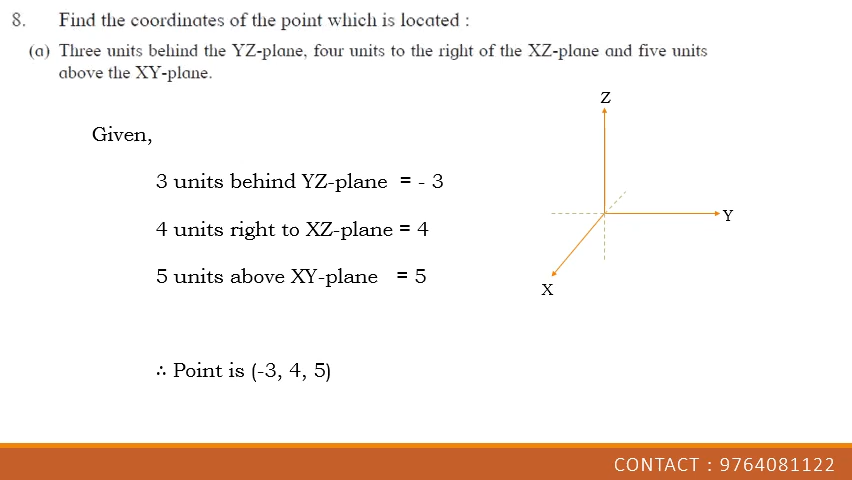 8. Find the coordinates of the point which is located :
(a) Three units behind the YZ-plane, four units to the right of the XZ-plane and five units
above the XY-plane.
Z
Given,
3 units behind YZ-plane = - 3
Y
4 units right to XZ-plane = 4
5 units above XY-plane = 5
X
∴ Point is (-3, 4, 5)
CONTACT : 9764081122